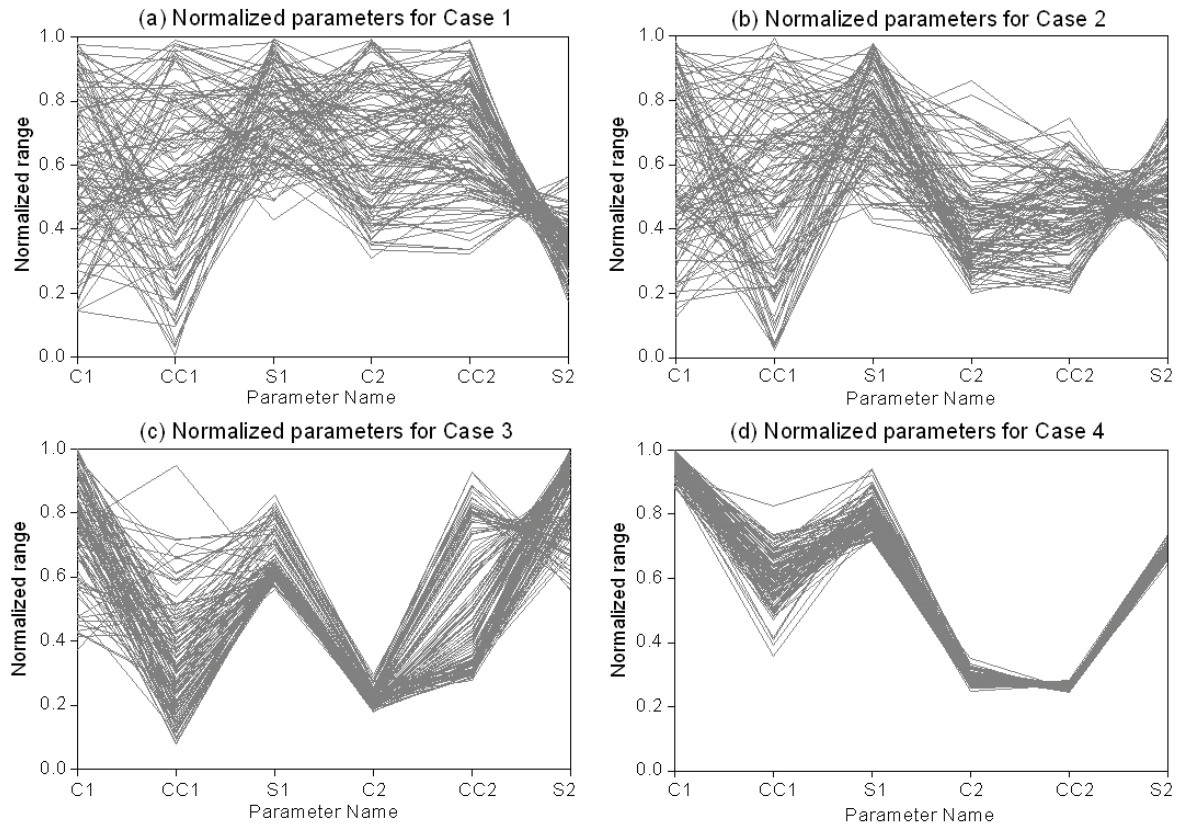 (a) Normalized parameters for Case 1
Normalized range
1.0
0.8
0.6
0.4
0.2
0.0
C1 CC1 S1 C2 CC2 S2
Parameter Name
(b) Normalized parameters for Case 2
Normalized range
1.0
0.8
0.6
0.4
0.2
0.0
C1 CC1 S1 C2 CC2 S2
Parameter Name
(c) Normalized parameters for Case 3
Normalized range
1.0
0.8
0.6
0.4
0.2
0.0
C1 CC1 S1 C2 CC2 S2
Parameter Name
(d) Normalized parameters for Case 4
Normalized range
1.0
0.8
0.6
0.4
0.2
0.0
C1 CC1 S1 C2 CC2 S2
Parameter Name